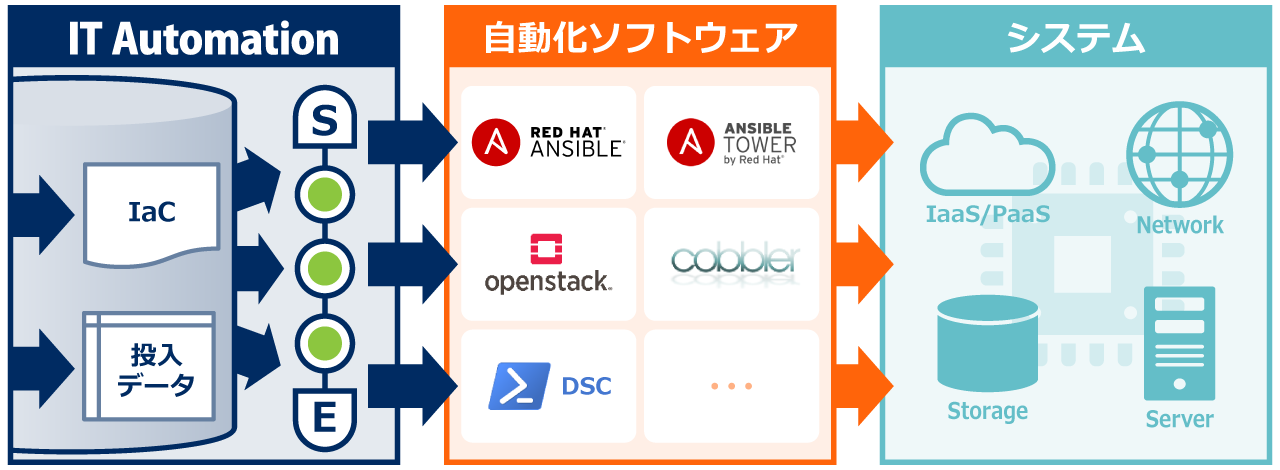 IT Automation
IaC
投入
データ
S
E
自動化ソフトウェア
RED HAT®
ANSIBLE®
ANSIBLE
TOWER
by Red Hat®
openstack®
cobbler
DSC
システム
IaaS/PaaS
Network
Storage
Server